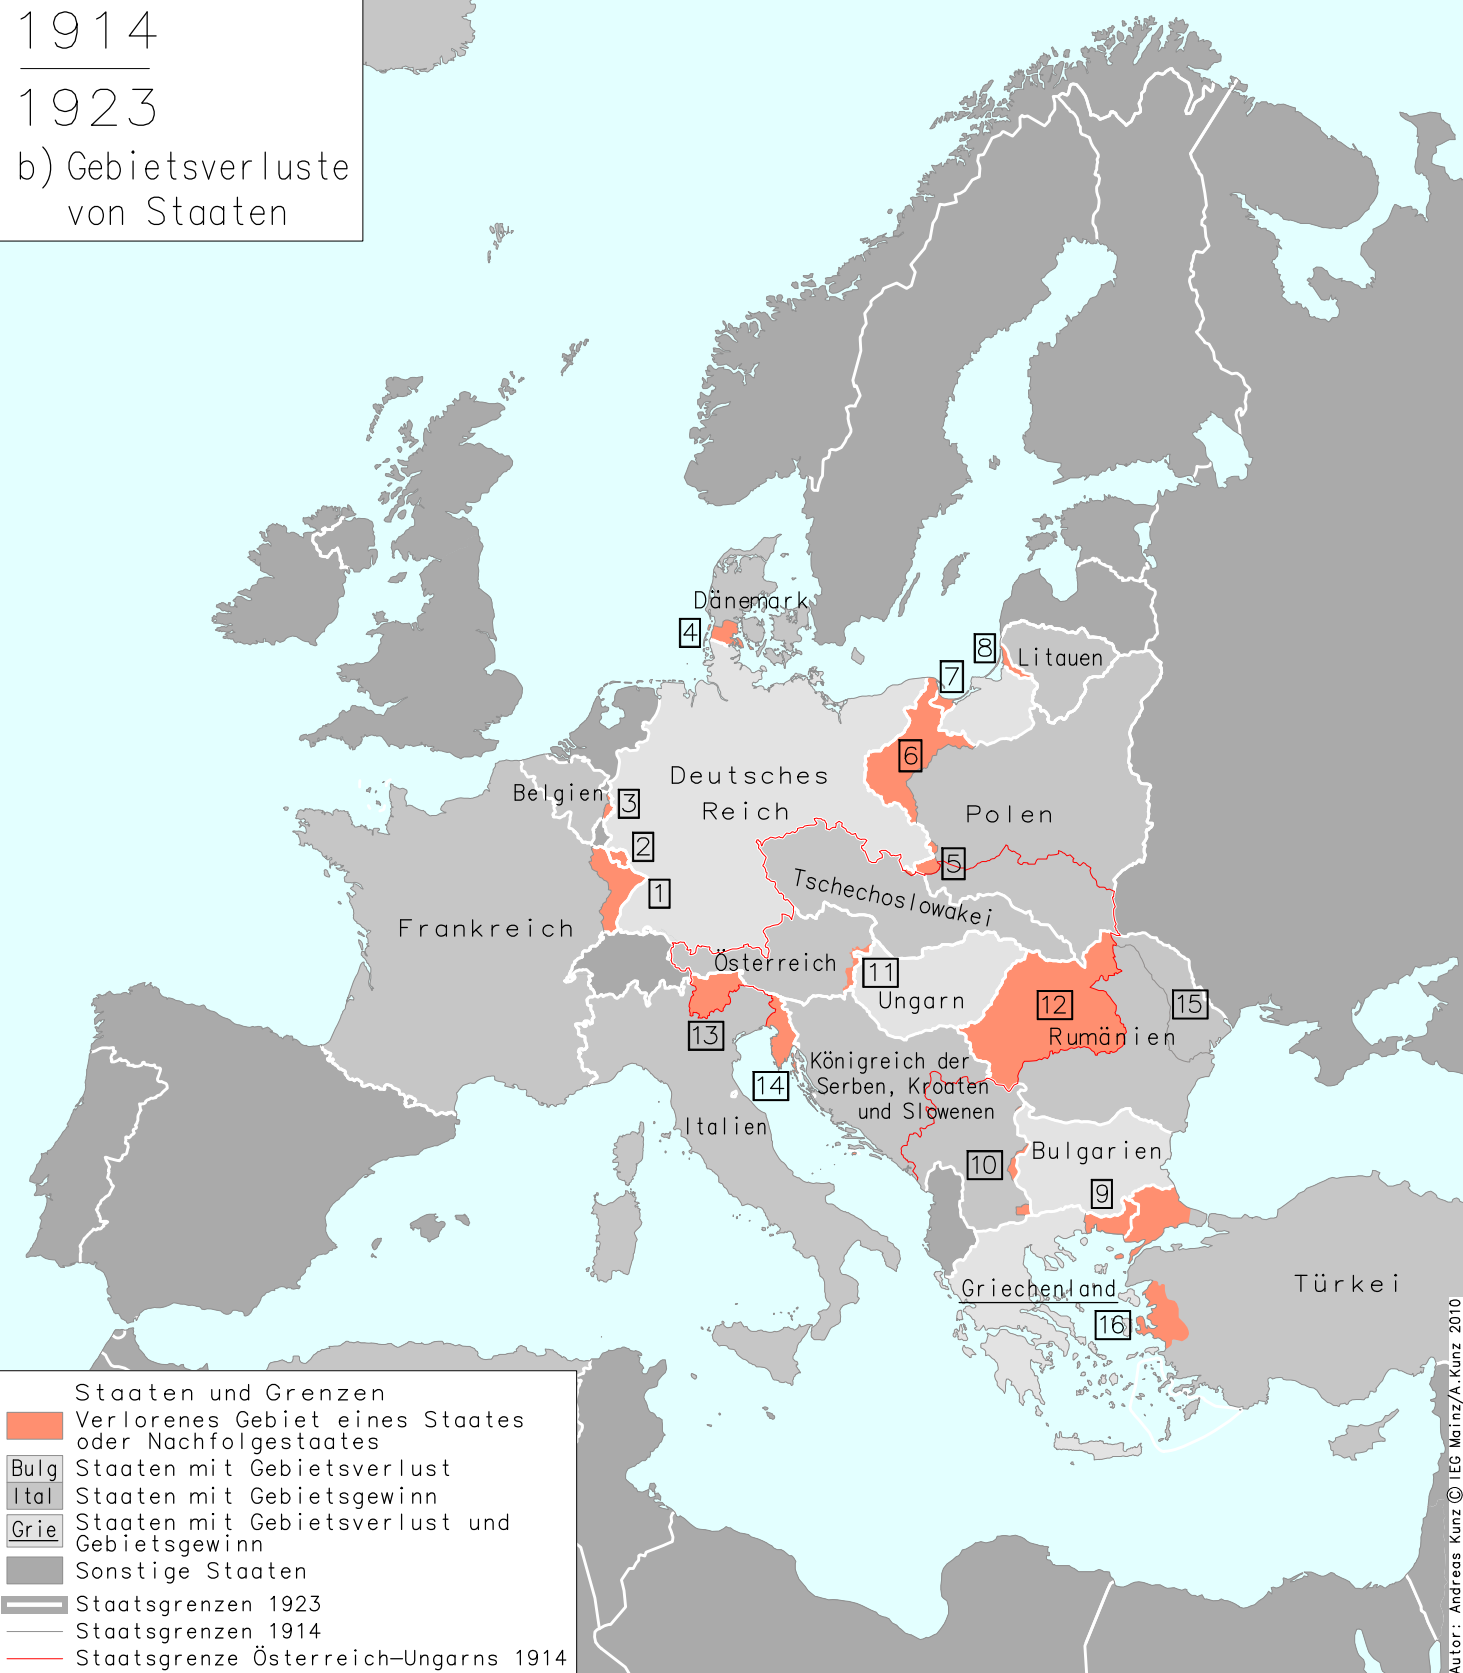 1914
1923
b) Gebietsverluste
von Staaten
Dänemark
4
8
Litauen
7
6
Deutsches
Reich
Belgien
3
Polen
2
5
1
Tschechoslowakei
Frankreich
Österreich
11
Ungarn
12
15
Rumänien
13
Königreich der
Serben, Kroaten
und Slowenen
14
Italien
Bulgarien
10
9
Griechenland
Türkei
16
Staaten und Grenzen
Verlorenes Gebiet eines Staates
oder Nachfolgestaates
Bulg Staaten mit Gebietsverlust
Ital Staaten mit Gebietsgewinn
Grie Staaten mit Gebietsverlust und
Gebietsgewinn
Sonstige Staaten
Staatsgrenzen 1923
Staatsgrenzen 1914
Staatsgrenze Österreich-Ungarns 1914
Autor: Andreas Kunz © IEG Mainz/A.Kunz 2010